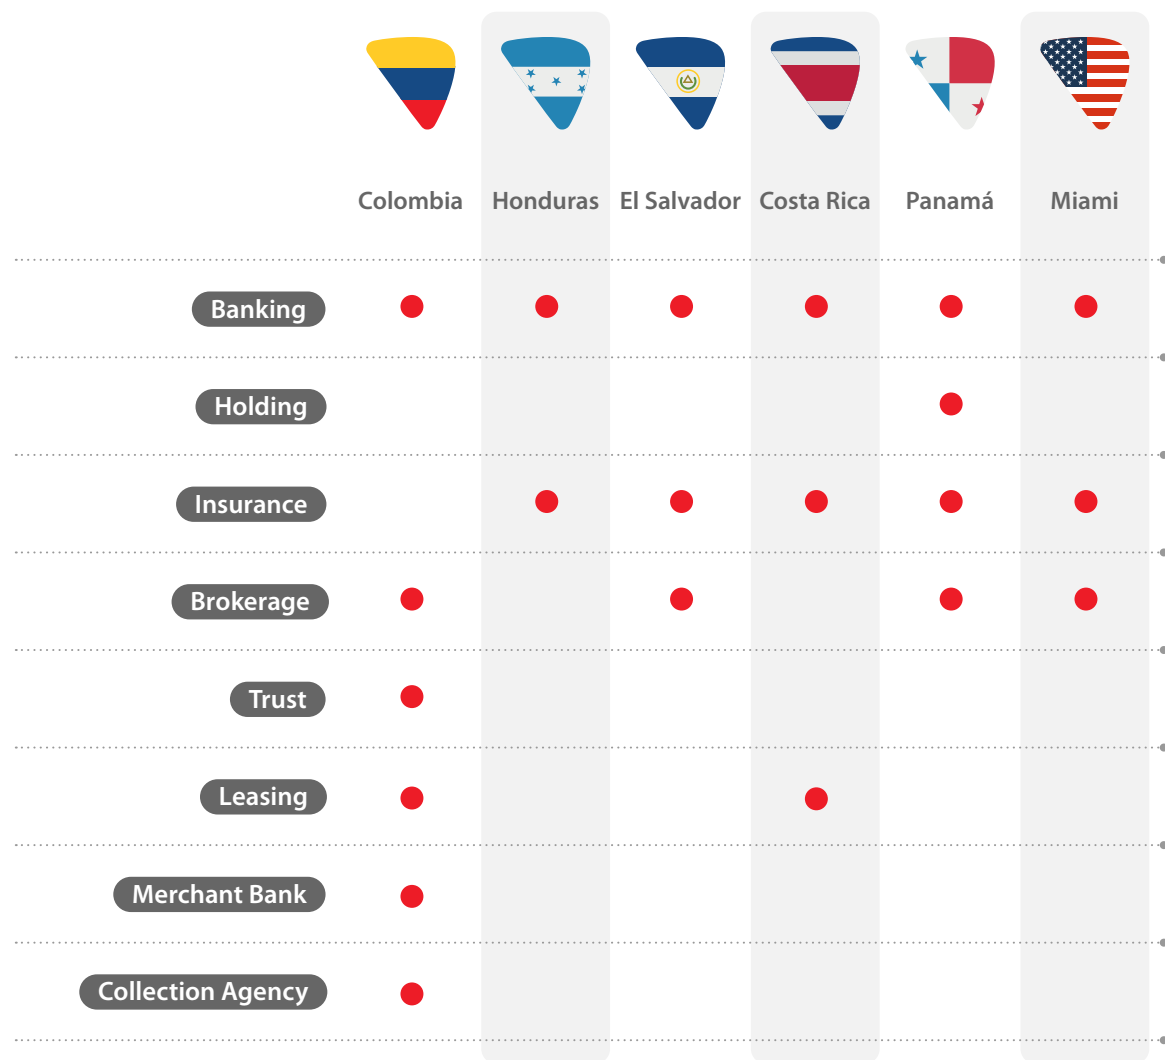 Colombia Honduras El Salvador Costa Rica Panamá Miami
Banking
Holding
Insurance
Brokerage
Trust
Leasing
Merchant Bank
Collection Agency